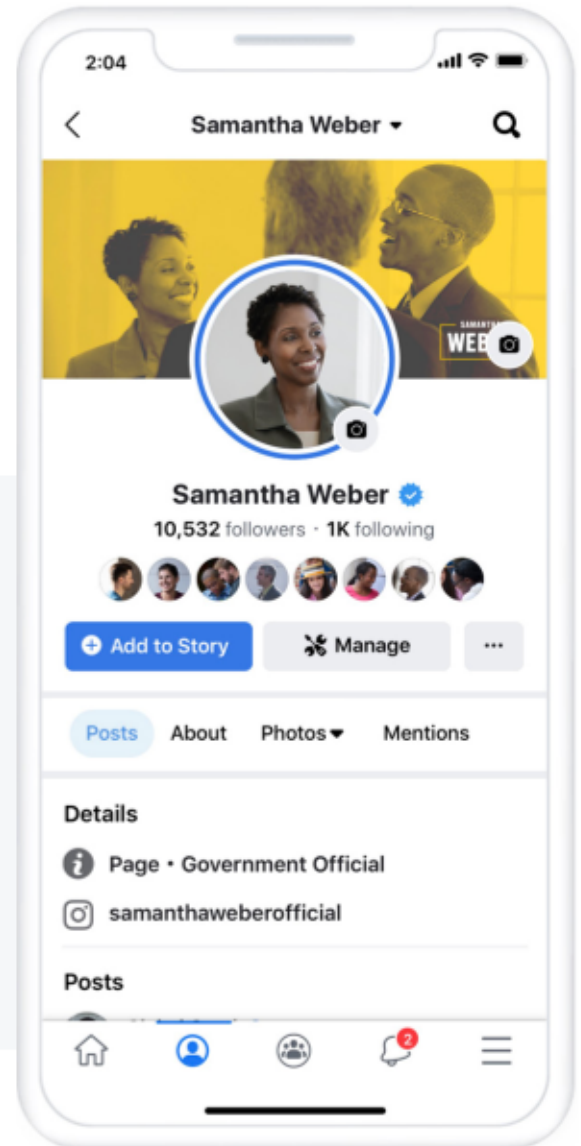 2:04
Samantha Weber
SAMANTHA
Samantha Weber
10,532 followers · 1K following
Add to Story
Manage
...
Posts About Photos Mentions
Details
Page • Government Official
samanthaweberofficial
Posts
2